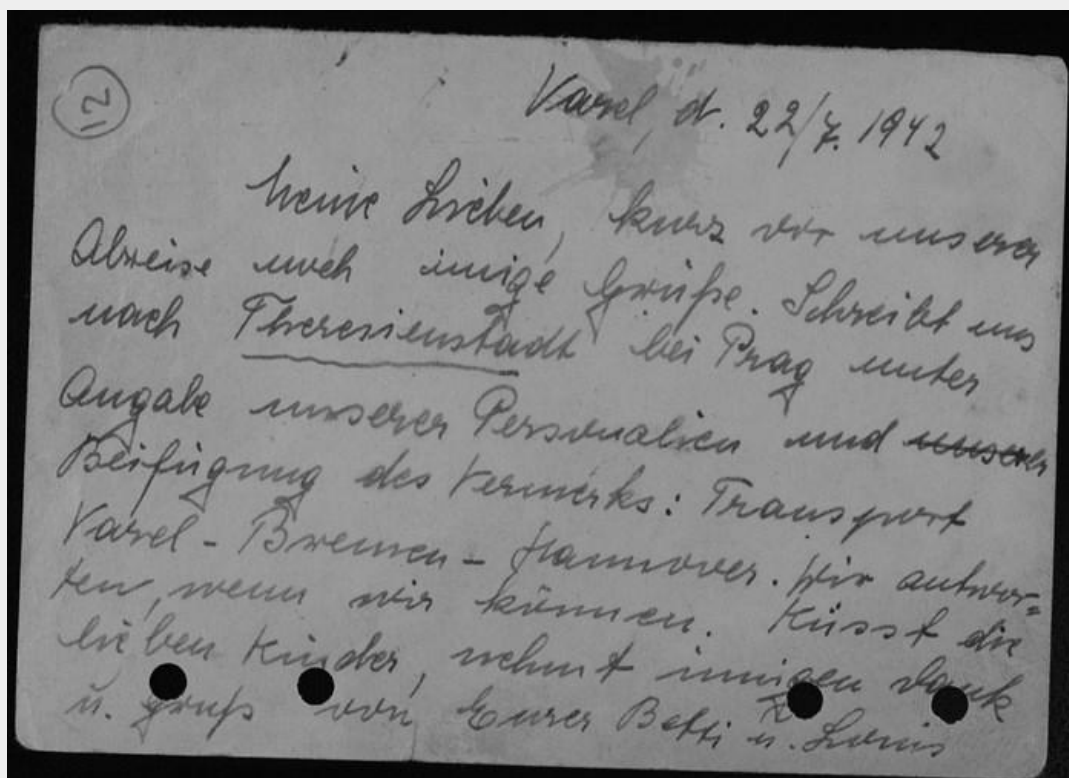 12
Varel, d. 22/7. 1942
Meine Lieben, kurz vor unserer
Abreise noch innige Grüße. Schreibt uns
nach Theresienstadt bei Prag unter
Angabe unserer Personalien und unserer
Beifügung des Vermerks: Transport
Varel - Bremen - Hannover. Wir antwor=
ten, wenn wir können. Küsst die
lieben Kinder, nehmt innigen Dank
u. Gruß von Eurer Betti u. Louis